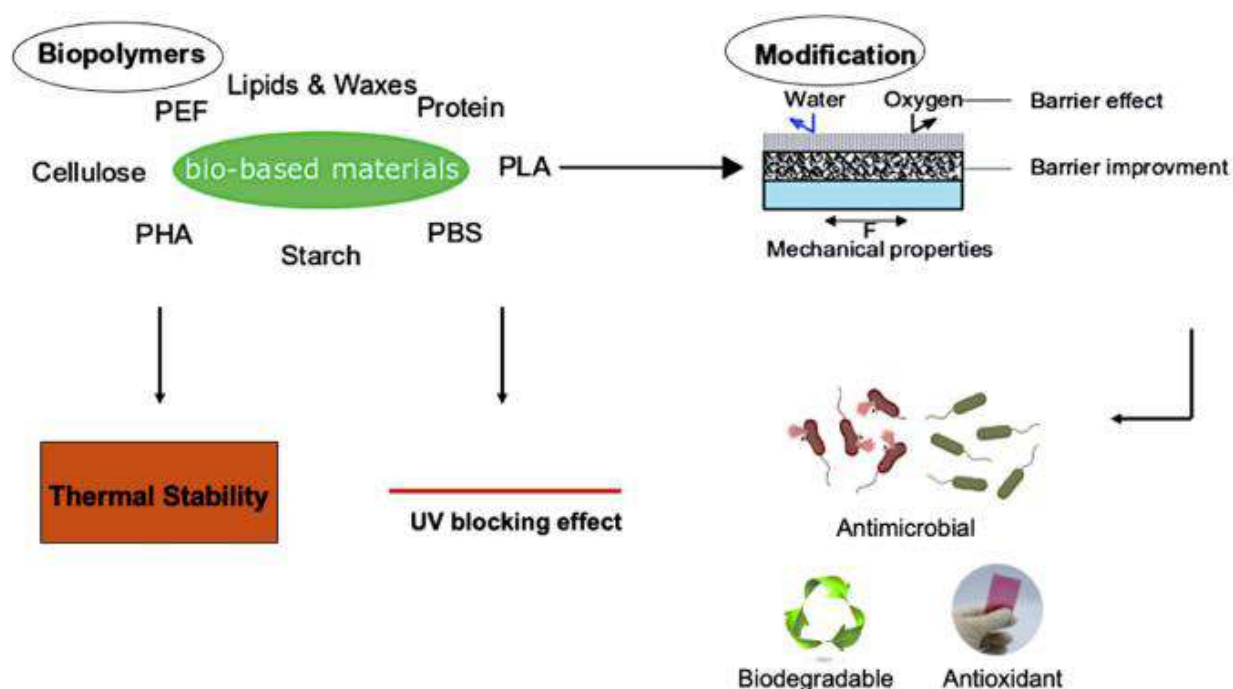 Biopolymers
Lipids & Waxes
PEF
Protein
Cellulose
bio-based materials
PLA
PHA
PBS
Starch
Thermal Stability
UV blocking effect
Modification
Water
Oxygen
Barrier effect
Barrier improvment
F
Mechanical properties
Antimicrobial
Biodegradable
Antioxidant